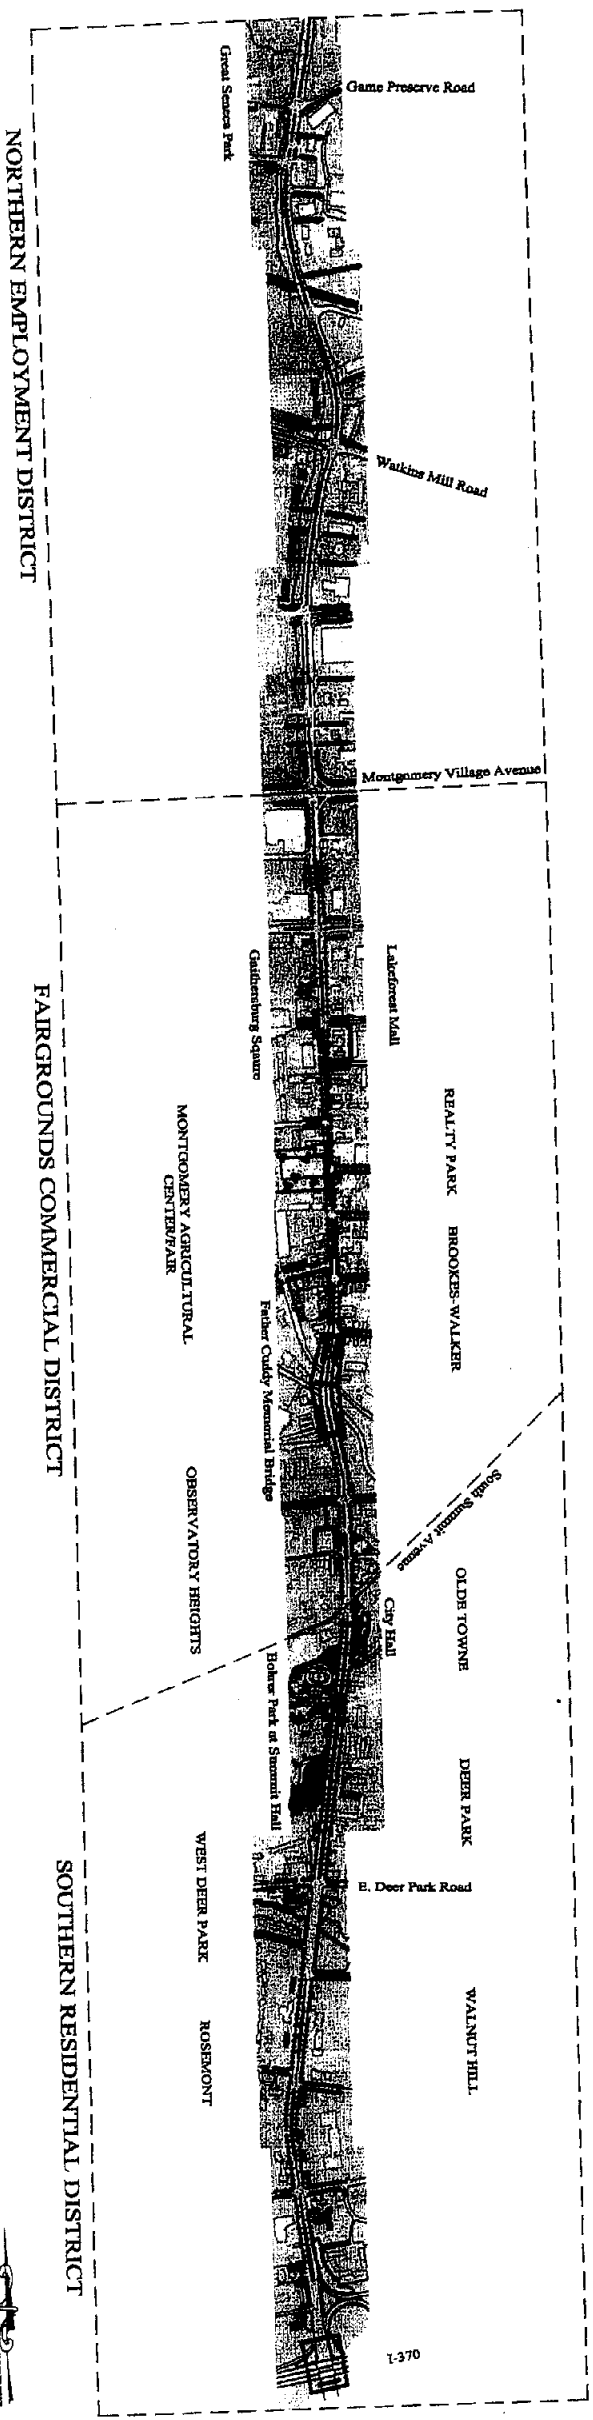 Great Seneca Park
Game Preserve Road
NORTHERN EMPLOYMENT DISTRICT
Watkins Mill Road
Montgomery Village Avenue
Lakeforest Mall
Gaithersburg Sqaure
REALTY PARK
BROOKES-WALKER
MONTGOMERY AGRICULTURAL
CENTER/FAIR
FAIRGROUNDS COMMERCIAL DISTRICT
Father Cuddy Memorial Bridge
OBSERVATORY HEIGHTS
South Summit Avenue
OLDE TOWNE
City Hall
Bohrer Park at Summit Hall
DEER PARK
WEST DEER PARK
E. Deer Park Road
SOUTHERN RESIDENTIAL DISTRICT
WALNUT HILL
ROSEMONT
I-370